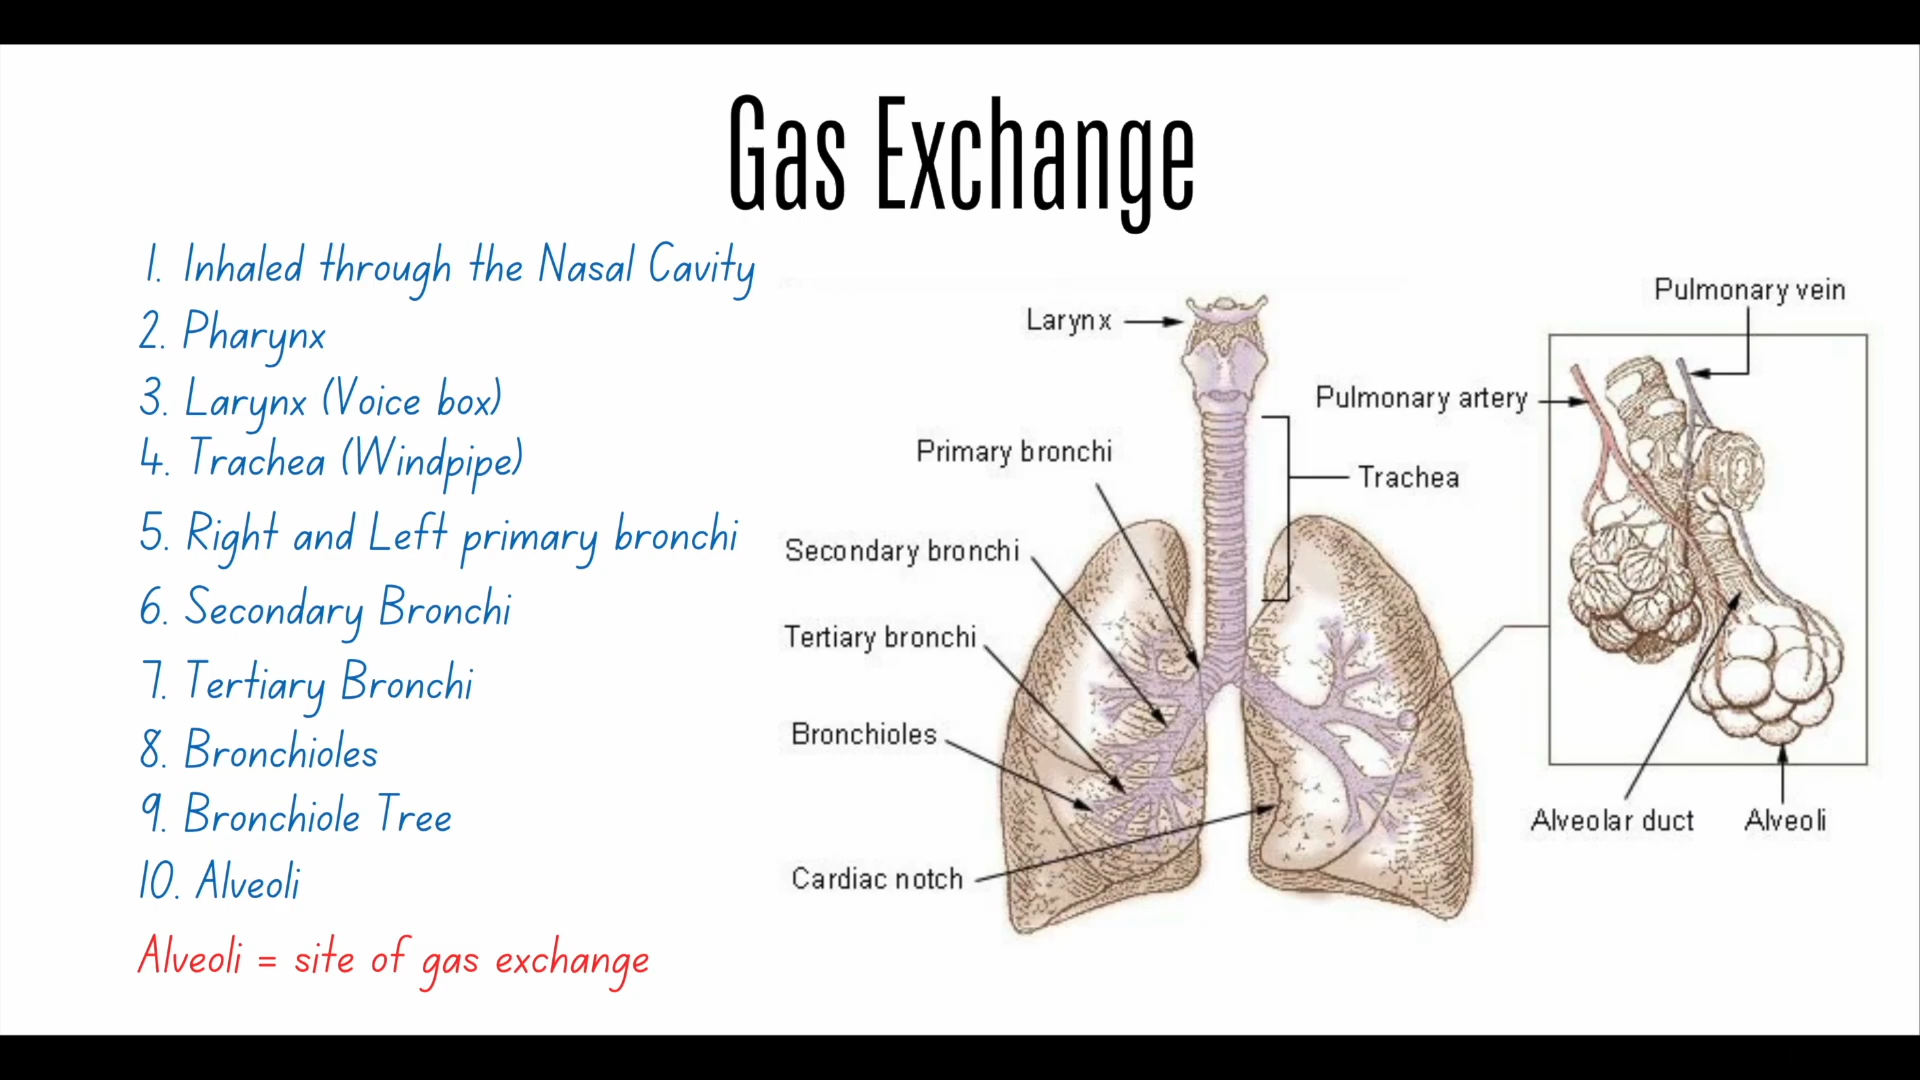 Gas Exchange
1. Inhaled through the Nasal Cavity
2. Pharynx
3. Larynx (Voice box)
4. Trachea (Windpipe)
5. Right and Left primary bronchi
6. Secondary Bronchi
7. Tertiary Bronchi
8. Bronchioles
9. Bronchiole Tree
10. Alveoli
Alveoli = site of gas exchange
Larynx
Primary bronchi
Secondary bronchi
Tertiary bronchi
Bronchioles
Cardiac notch
Trachea
Pulmonary vein
Pulmonary artery
Alveolar duct
Alveoli